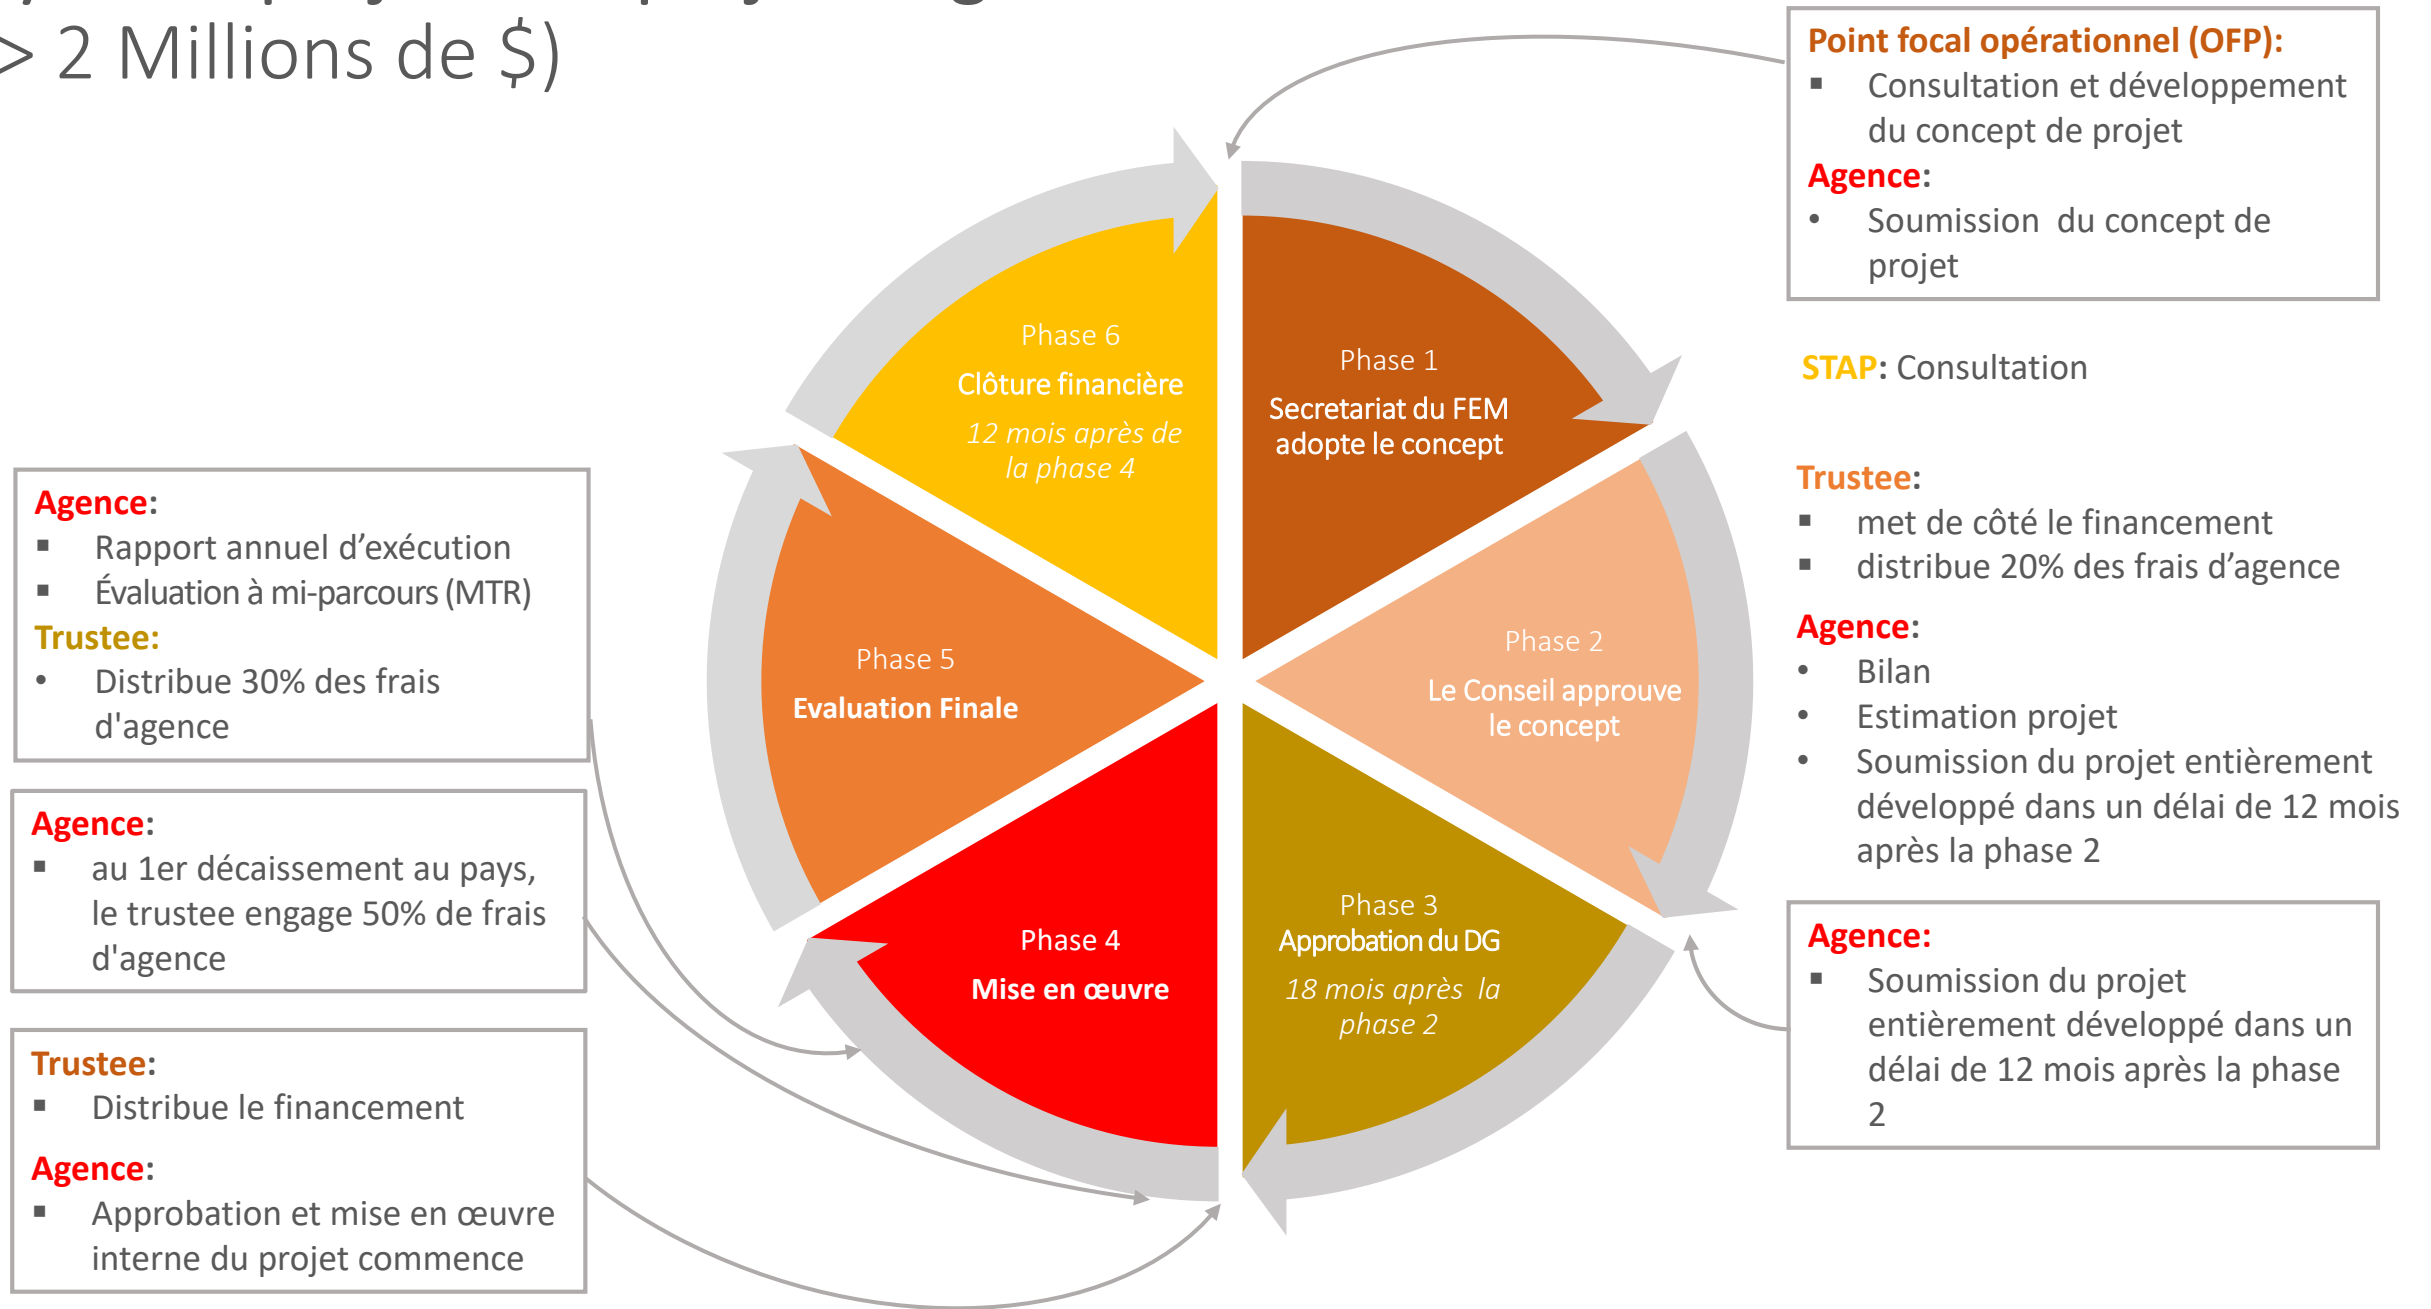 > 2 Millions de $)
Point focal opérationnel (OFP):
▪ Consultation et développement
du concept de projet
Agence:
• Soumission du concept de
projet
STAP: Consultation
Trustee:
▪ met de côté le financement
▪ distribue 20% des frais d’agence
Agence:
• Bilan
• Estimation projet
• Soumission du projet entièrement
développé dans un délai de 12 mois
après la phase 2
Agence:
▪ Soumission du projet
entièrement développé dans un
délai de 12 mois après la phase
2
Phase 1
Secretariat du FEM
adopte le concept
Phase 2
Le Conseil approuve
le concept
Phase 3
Approbation du DG
18 mois après la
phase 2
Phase 4
Mise en œuvre
Phase 5
Evaluation Finale
Phase 6
Clôture financière
12 mois après de
la phase 4
Agence:
▪ Rapport annuel d’exécution
▪ Évaluation à mi-parcours (MTR)
Trustee:
• Distribue 30% des frais
d'agence
Agence:
▪ au 1er décaissement au pays,
le trustee engage 50% de frais
d'agence
Trustee:
▪ Distribue le financement
Agence:
▪ Approbation et mise en œuvre
interne du projet commence